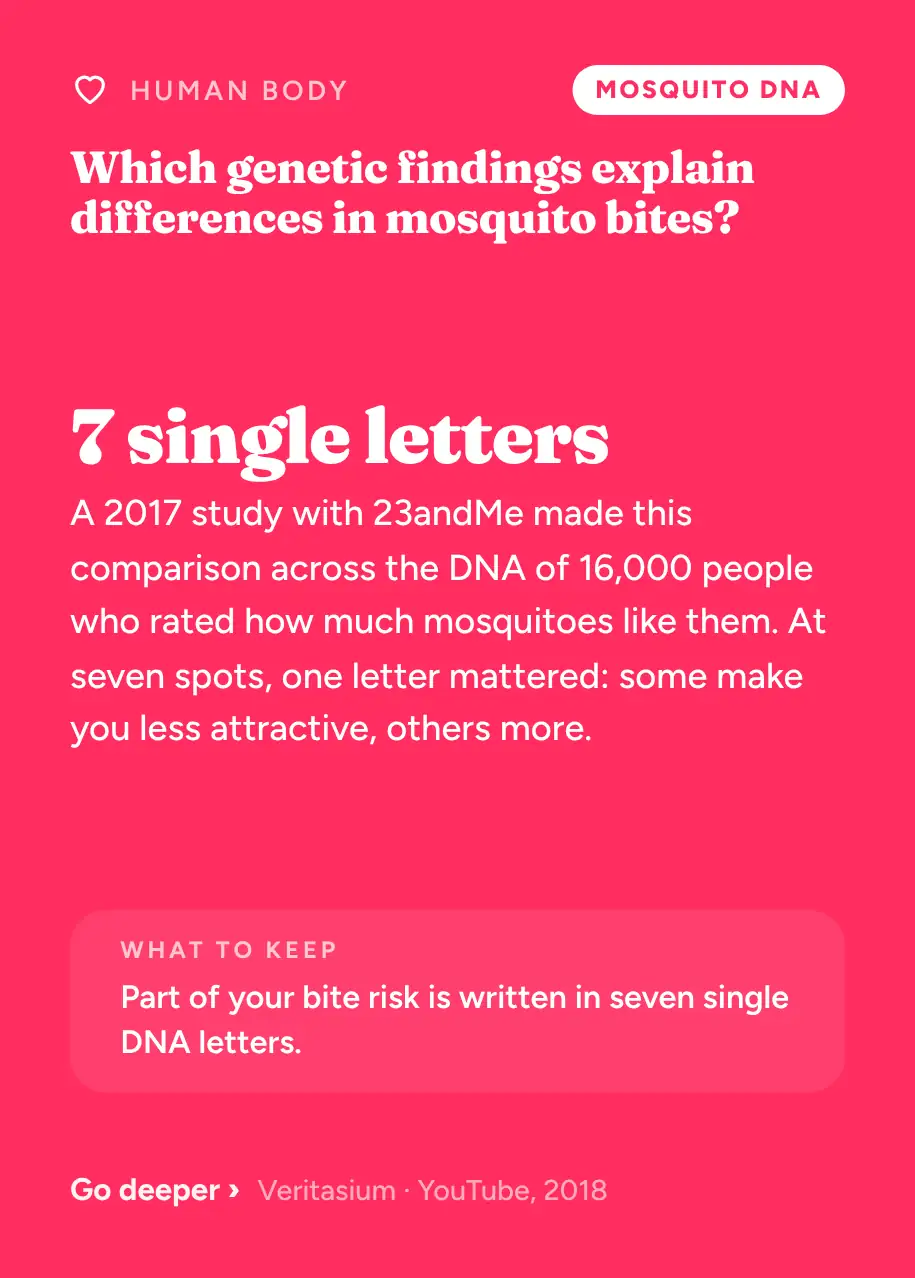 HUMAN BODY
MOSQUITO DNA
Which genetic findings explain
differences in mosquito bites?
7 single letters
A 2017 study with 23andMe made this
comparison across the DNA of 16,000 people
who rated how much mosquitoes like them. At
seven spots, one letter mattered: some make
you less attractive, others more.
WHAT TO KEEP
Part of your bite risk is written in seven single
DNA letters.
Go deeper › Veritasium · YouTube, 2018